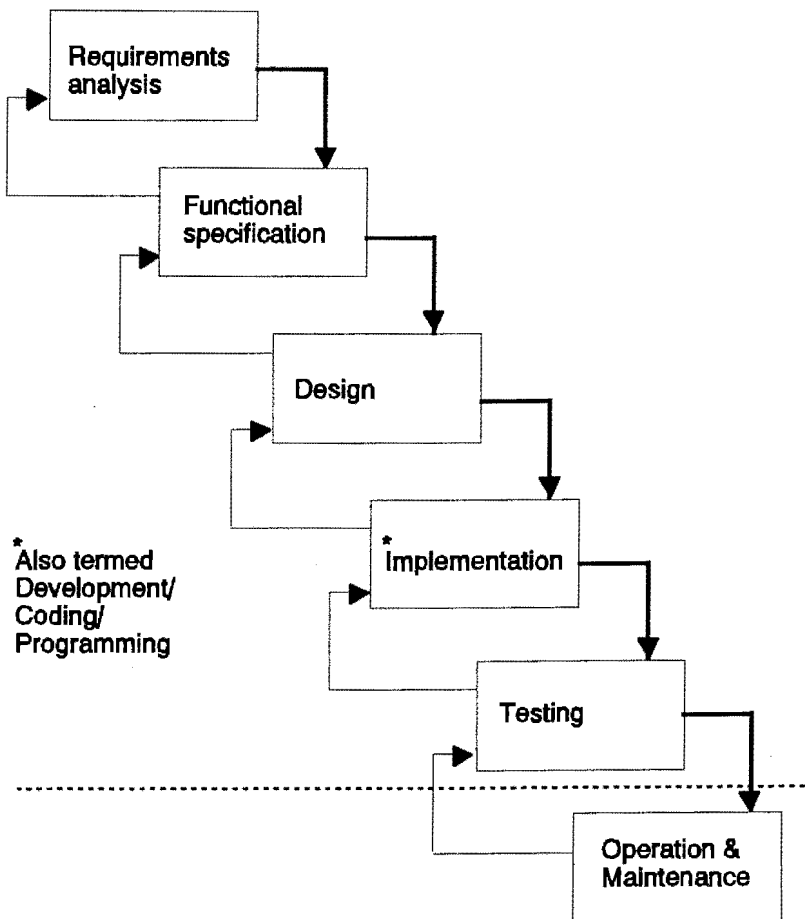 Requirements
analysis
Functional
specification
Design
*
Implementation
*
Also termed
Development/
Coding/
Programming
Testing
Operation &
Maintenance